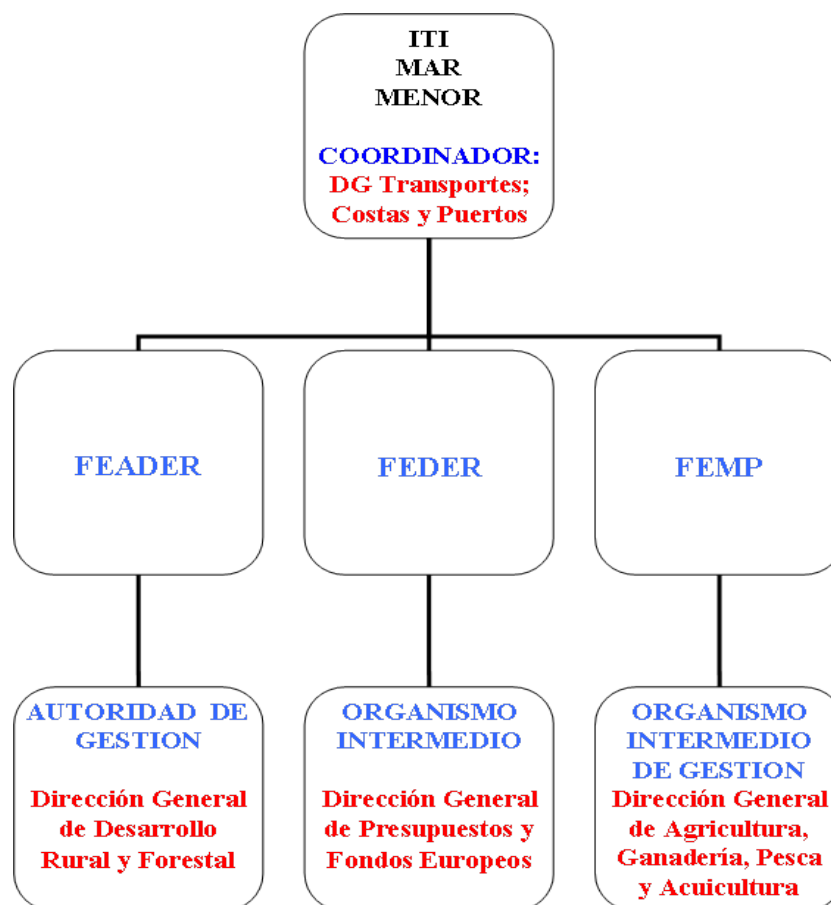 ITI
MAR
MENOR
COORDINADOR:
DG Transportes;
Costas y Puertos
FEADER
FEDER
FEMP
AUTORIDAD DE
GESTION
Dirección General
de Desarrollo
Rural y Forestal
ORGANISMO
INTERMEDIO
Dirección General
de Presupuestos y
Fondos Europeos
ORGANISMO
INTERMEDIO
DE GESTION
Dirección General
de Agricultura,
Ganadería, Pesca
y Acuicultura